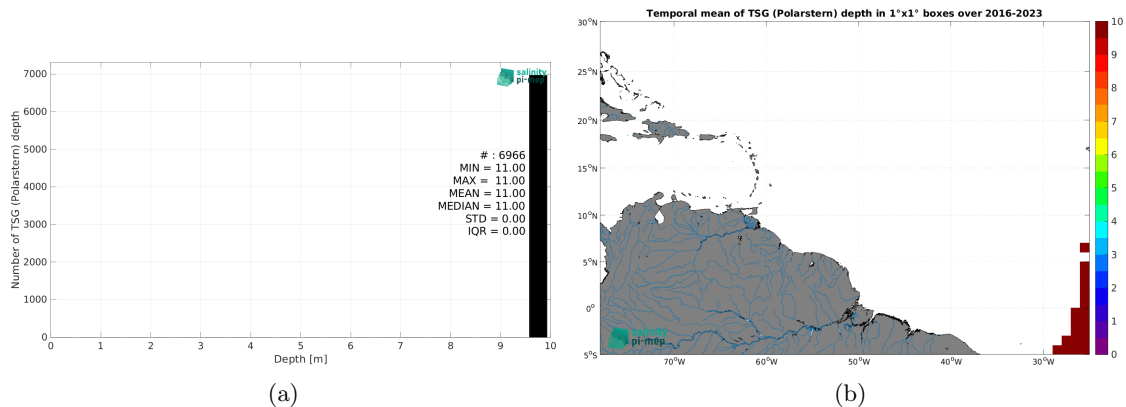 Number of TSG (Polarstern) depth
7000
6000
5000
4000
3000
2000
1000
0
salinity
pi-mep
# : 6966
MIN = 11.00
MAX = 11.00
MEAN = 11.00
MEDIAN = 11.00
STD = 0.00
IQR = 0.00
0 1 2 3 4 5 6 7 8 9 10
Depth [m]
(a)
Temporal mean of TSG (Polarstern) depth in 1°x1° boxes over 2016-2023
30°N
25°N
20°N
15°N
10°N
5°N
0°
5°S
salinity
pi-mep
70°W 60°W 50°W 40°W 30°W
10
9
8
7
6
5
4
3
2
1
0
(b)